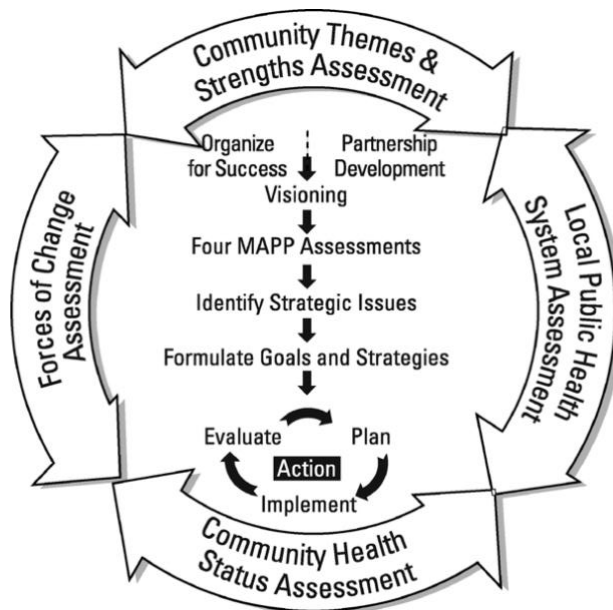 Community Themes &
Strengths Assessment
Organize
for Success
Partnership
Development
Visioning
Four MAPP Assessments
Identify Strategic Issues
Formulate Goals and Strategies
Evaluate
Plan
Action
Implement
Forces of Change
Assessment
Local Public Health
System Assessment
Community Health
Status Assessment